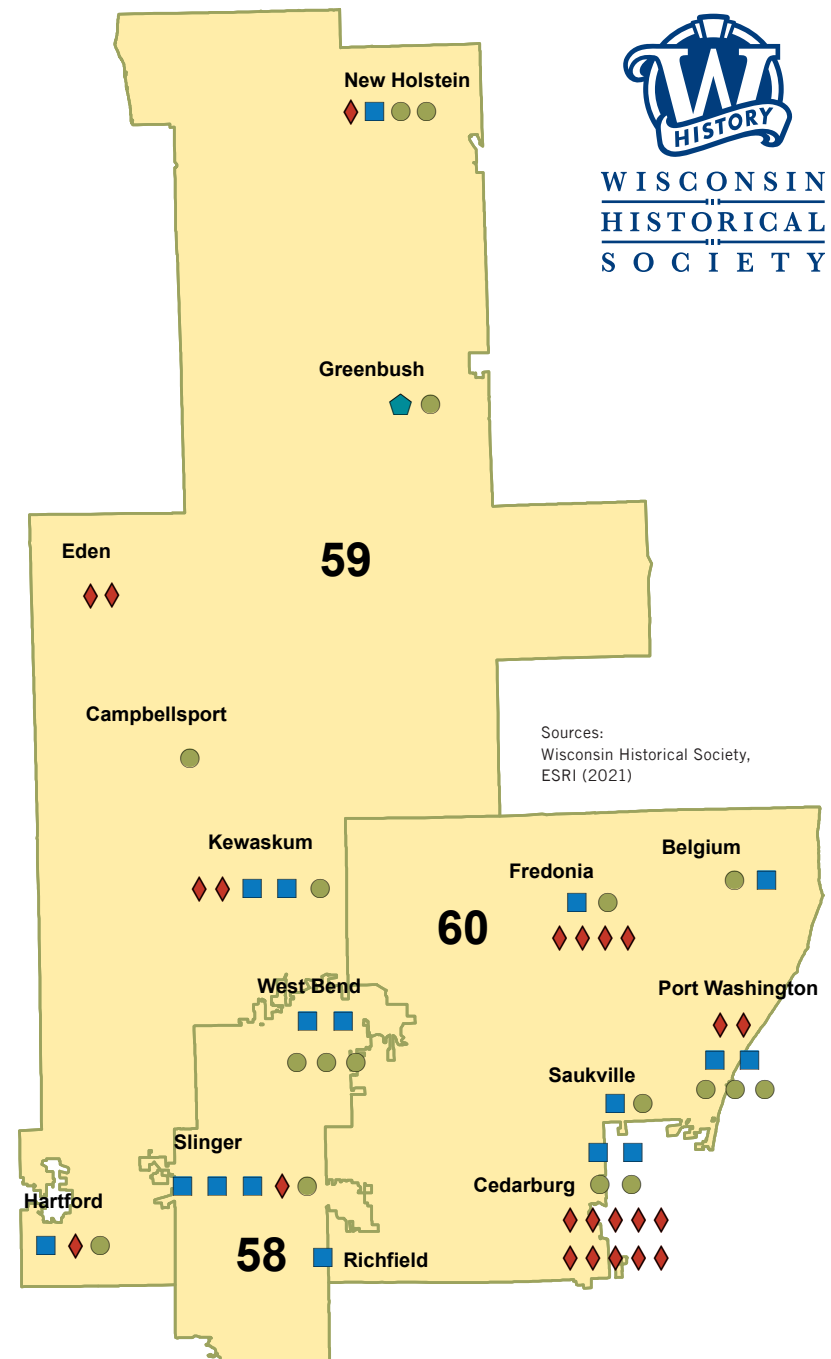 New Holstein
W
HISTORY
WISCONSIN
HISTORICAL
SOCIETY
Greenbush
Eden
59
Campbellsport
Sources:
Wisconsin Historical Society,
ESRI (2021)
Kewaskum
Belgium
Fredonia
60
West Bend
Port Washington
Saukville
Slinger
Cedarburg
Hartford
58
Richfield